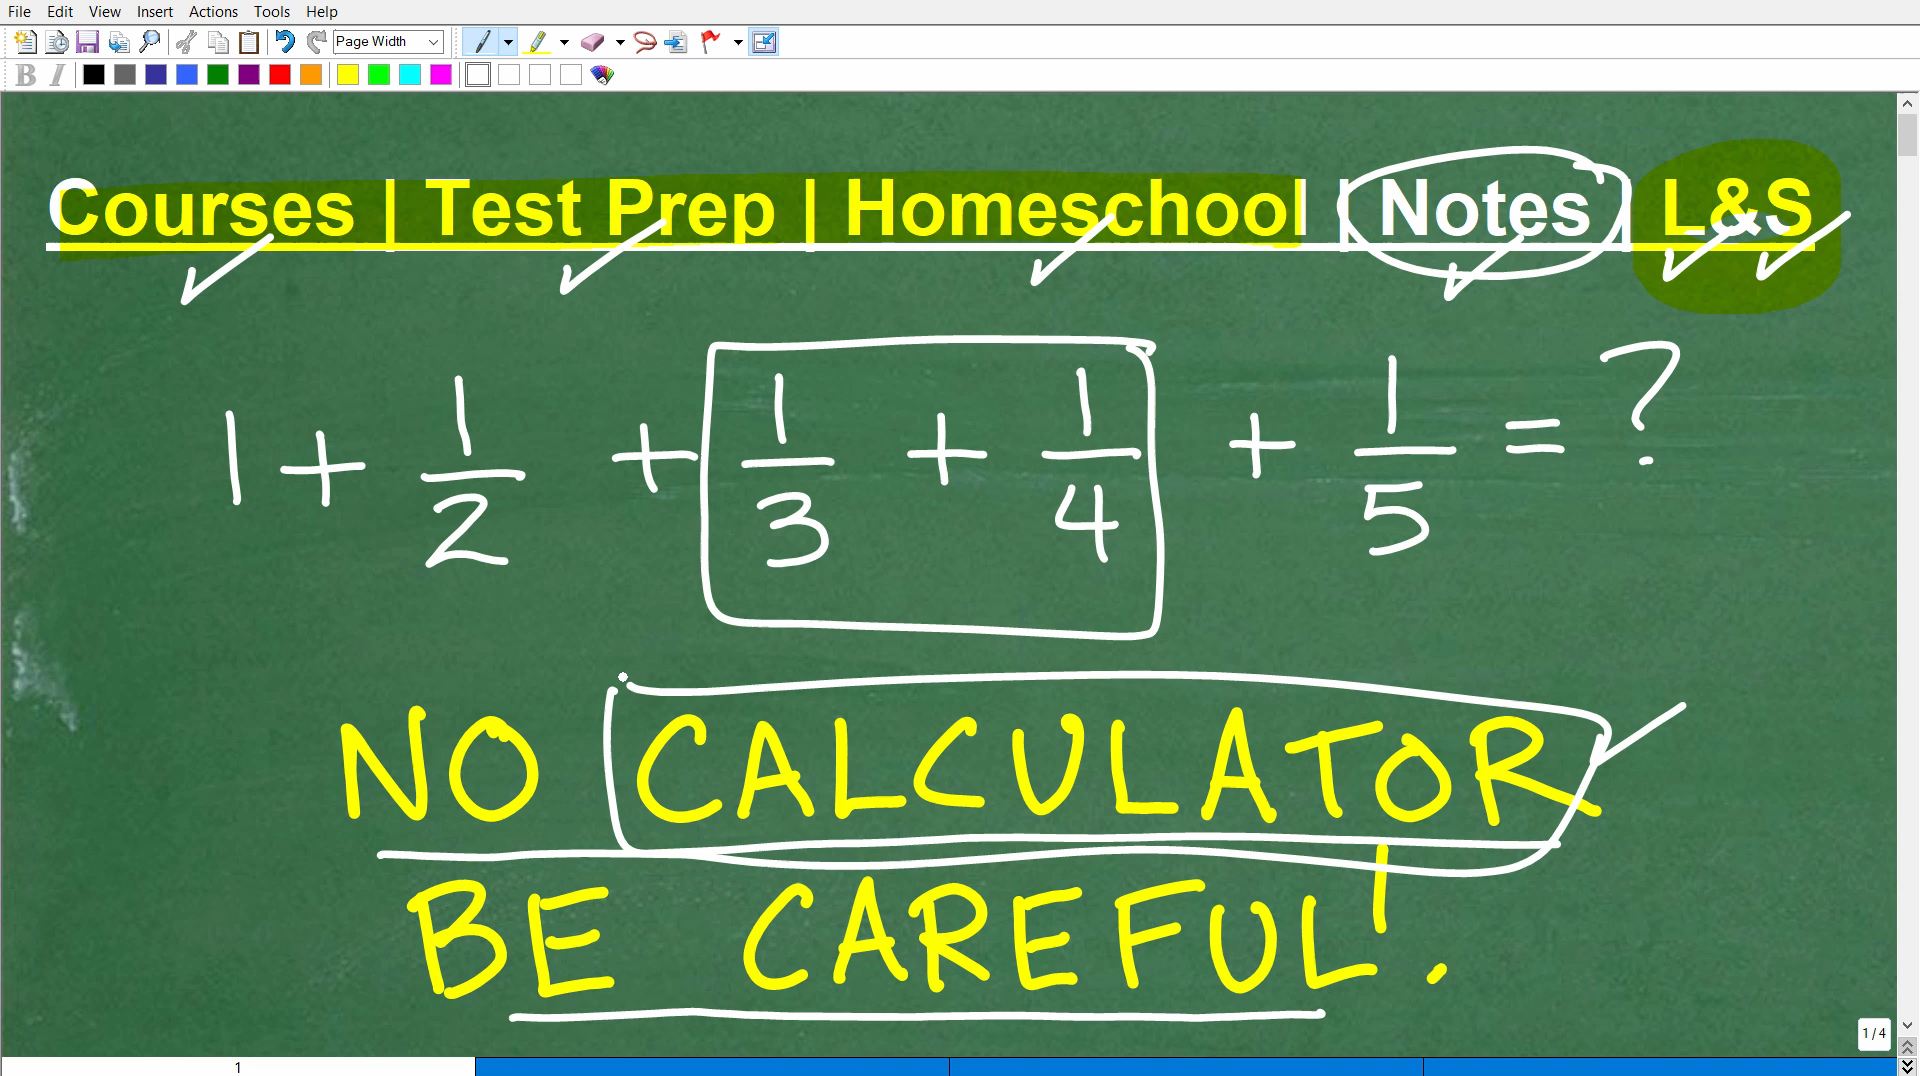 File Edit View Insert Actions Tools Help
Page Width
B I
Courses | Test Prep | Homeschool | Notes | L&S
1 + 1/2 + 1/3 + 1/4 + 1/5 = ?
NO CALCULATOR
BE CAREFUL!
1 / 4
1